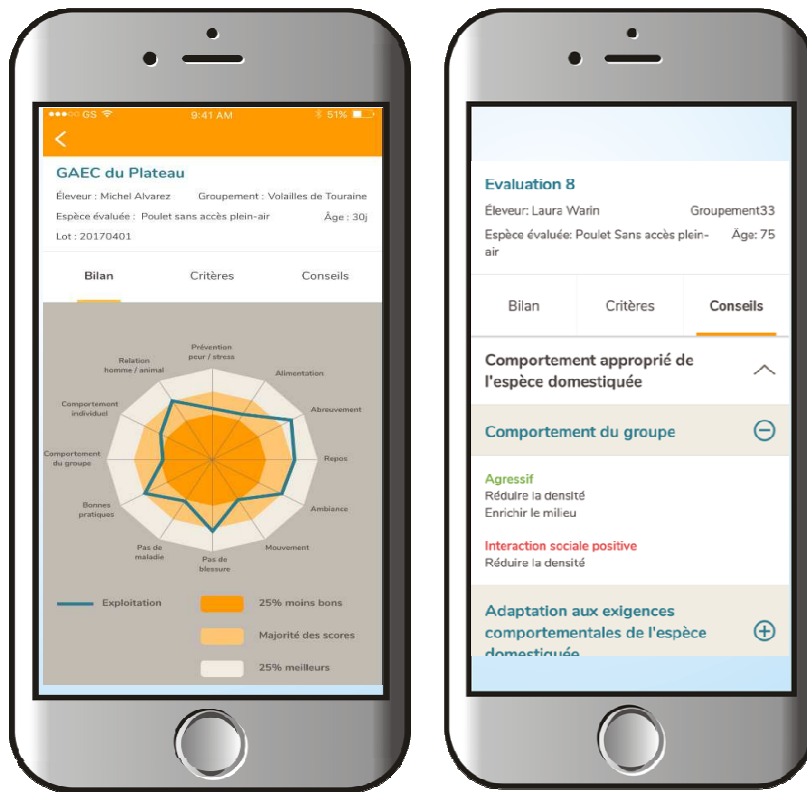 GS 9:41 AM 51%
GAEC du Plateau
Éleveur : Michel Alvarez Groupement : Volailles de Touraine
Espèce évaluée : Poulet sans accès plein-air Âge : 30j
Lot : 20170401
Bilan Critères Conseils
Prévention
peur / stress
Relation
homme / animal
Alimentation
Comportement
individuel
Abreuvement
Comportement
du groupe
Repos
Bonnes
pratiques
Ambiance
Pas de
maladie
Pas de
blessure
Mouvement
Exploitation 25% moins bons
Majorité des scores
25% meilleurs
Evaluation 8
Éleveur: Laura Warin Groupement33
Espèce évaluée: Poulet Sans accès plein- Âge: 75
air
Bilan Critères Conseils
Comportement approprié de
l'espèce domestiquée
Comportement du groupe
Agressif
Réduire la densité
Enrichir le milieu
Interaction sociale positive
Réduire la densité
Adaptation aux exigences
comportementales de l'espèce
domestiquée